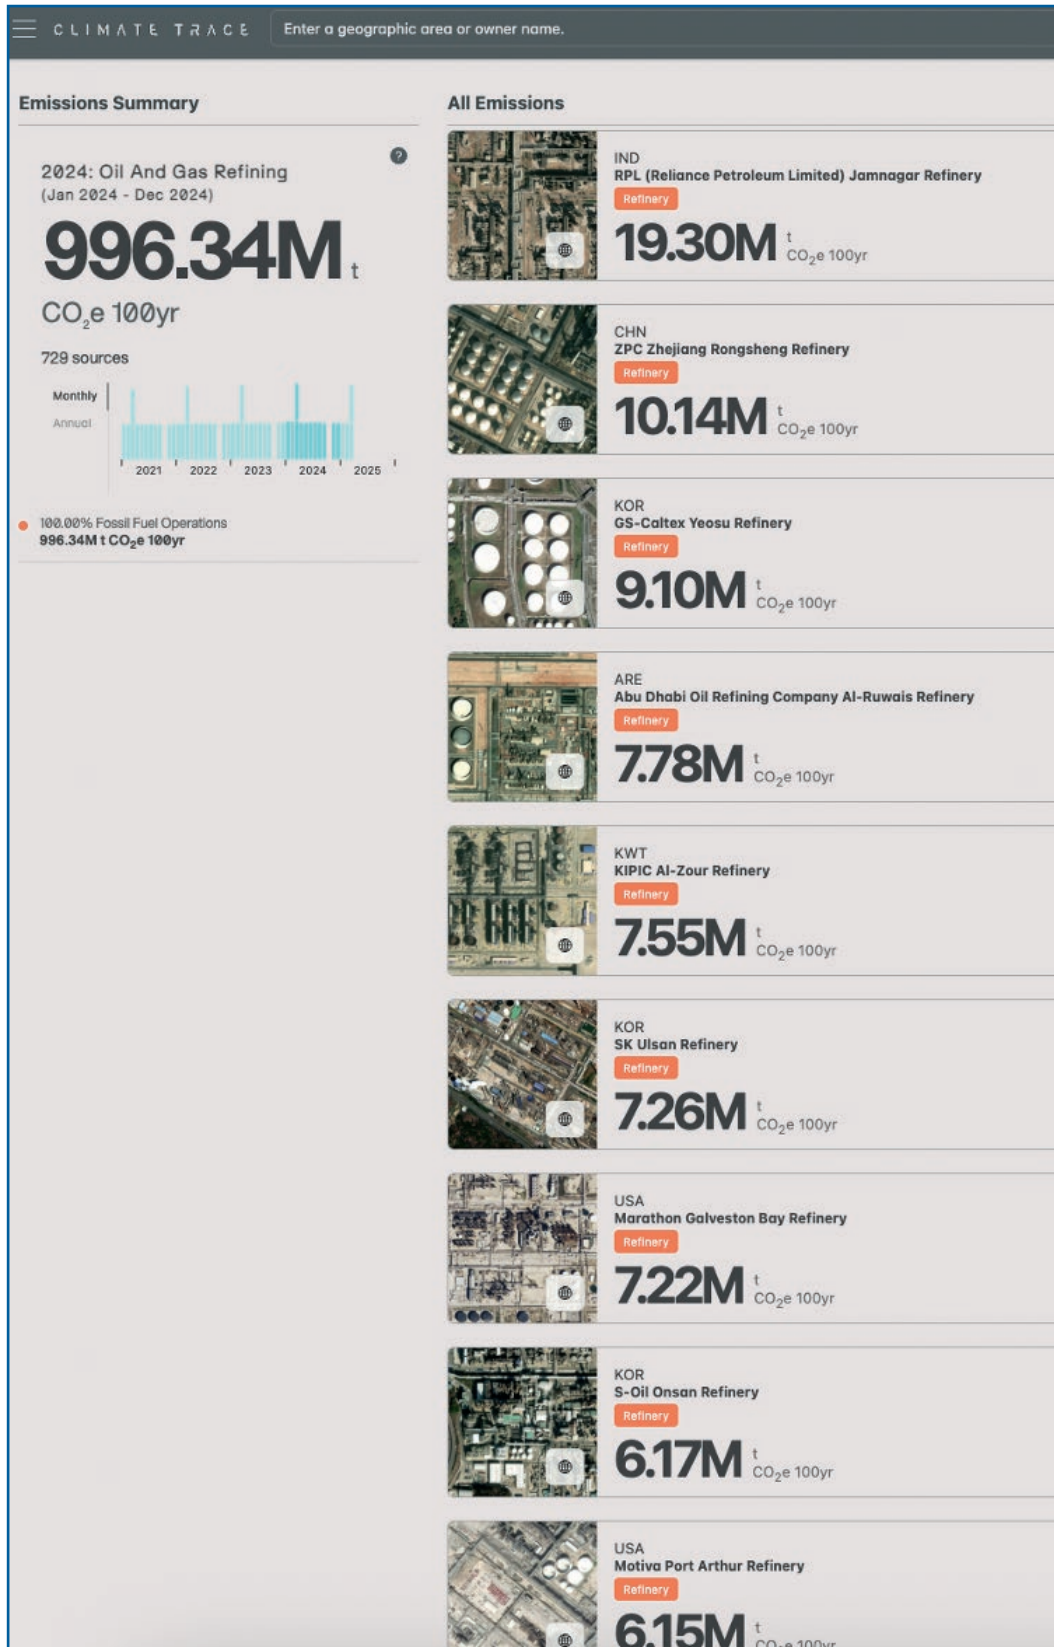 CLIMATE TRACE
Enter a geographic area or owner name.
Emissions Summary
?
2024: Oil And Gas Refining
(Jan 2024 - Dec 2024)
996.34M t
CO₂e 100yr
729 sources
Monthly
Annual
2021 2022 2023 2024 2025
100.00% Fossil Fuel Operations
996.34M t CO₂e 100yr
All Emissions
IND
RPL (Reliance Petroleum Limited) Jamnagar Refinery
Refinery
19.30M t CO₂e 100yr
CHN
ZPC Zhejiang Rongsheng Refinery
Refinery
10.14M t CO₂e 100yr
KOR
GS-Caltex Yeosu Refinery
Refinery
9.10M t CO₂e 100yr
ARE
Abu Dhabi Oil Refining Company Al-Ruwais Refinery
Refinery
7.78M t CO₂e 100yr
KWT
KIPIC Al-Zour Refinery
Refinery
7.55M t CO₂e 100yr
KOR
SK Ulsan Refinery
Refinery
7.26M t CO₂e 100yr
USA
Marathon Galveston Bay Refinery
Refinery
7.22M t CO₂e 100yr
KOR
S-Oil Onsan Refinery
Refinery
6.17M t CO₂e 100yr
USA
Motiva Port Arthur Refinery
Refinery
6.15M t CO₂e 100yr